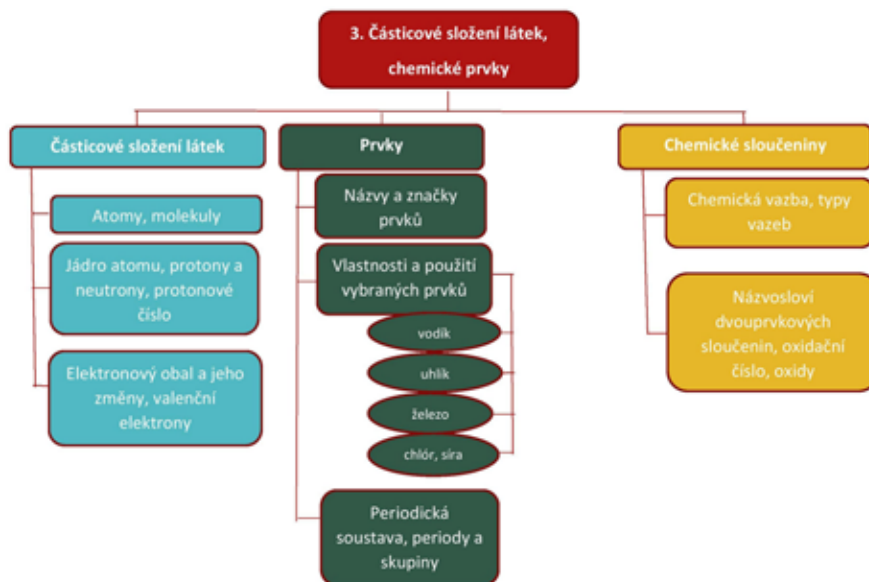 3. Částicové složení látek,
chemické prvky
Částicové složení látek
Atomy, molekuly
Jádro atomu, protony a
neutrony, protonové
číslo
Elektronový obal a jeho
změny, valenční
elektrony
Prvky
Názvy a značky
prvků
Vlastnosti a použití
vybraných prvků
vodík
uhlík
železo
chlór, síra
Periodická
soustava, periody a
skupiny
Chemické sloučeniny
Chemická vazba, typy
vazeb
Názvosloví
dvouprvkových
sloučenin, oxidační
číslo, oxidy